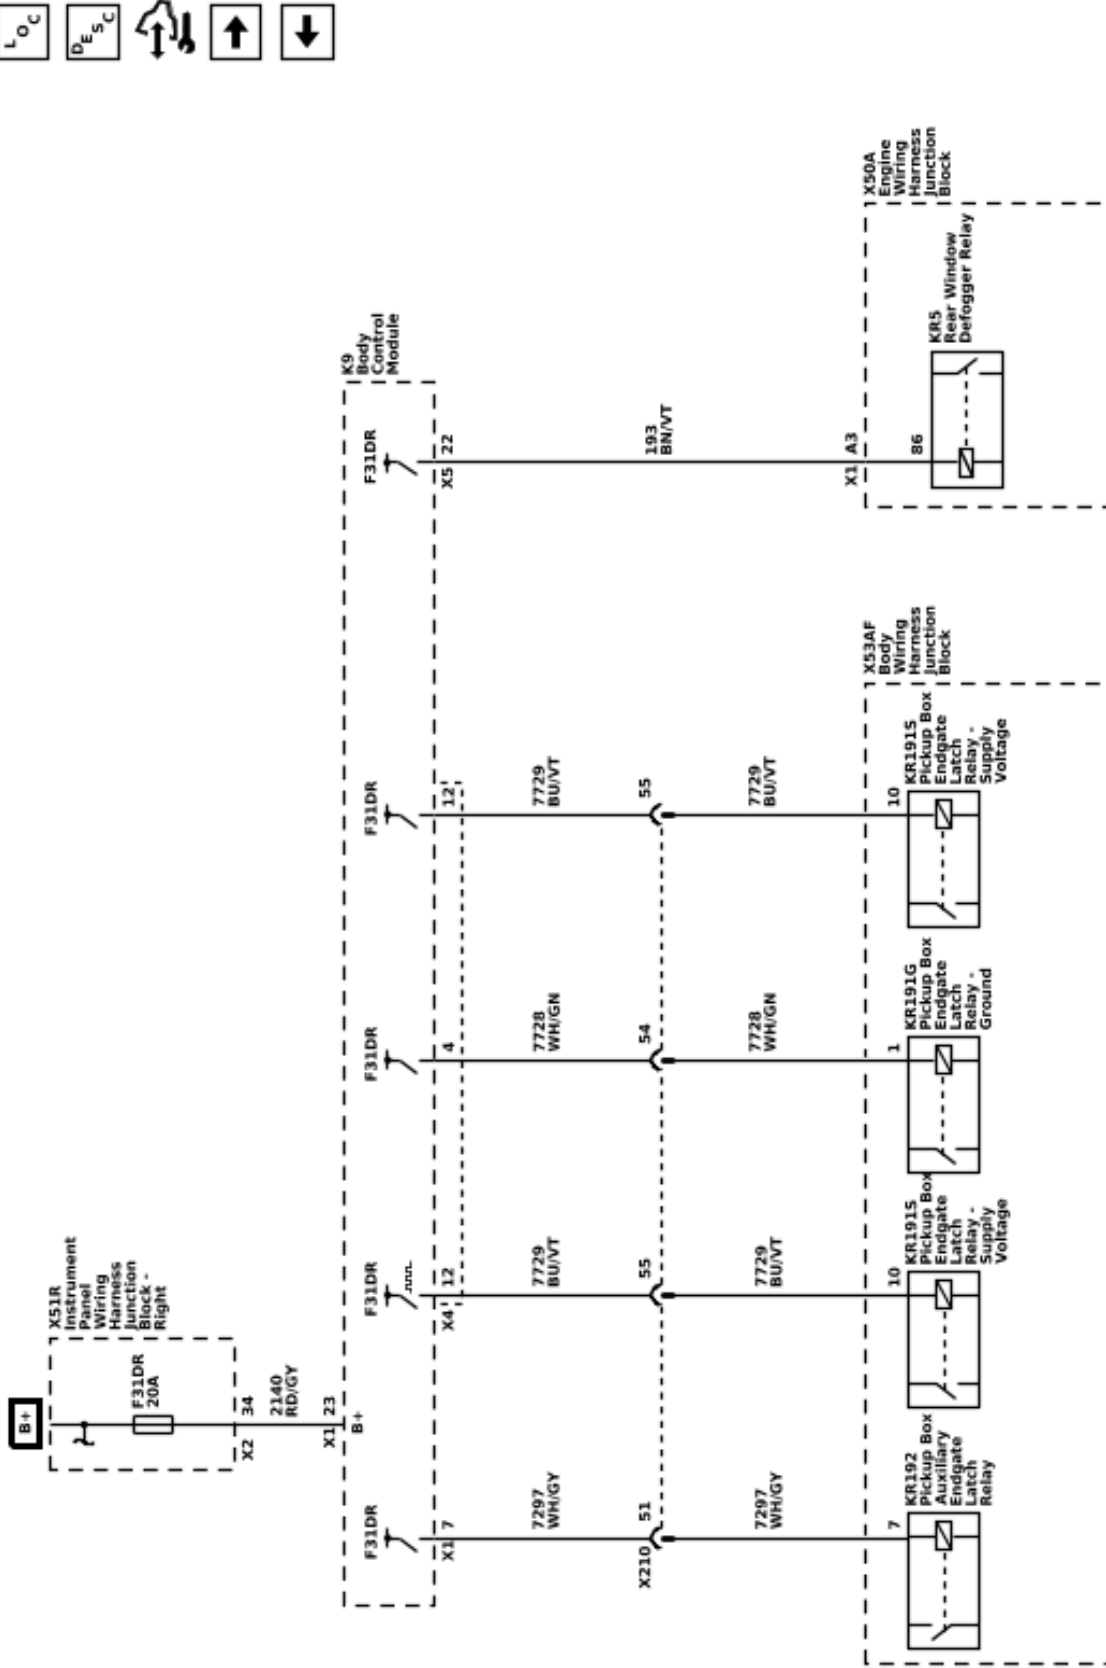 LOC
DESC
B+
X51R
Instrument
Panel
Wiring
Harness
Junction
Block -
Right
F31DR
20A
X2 34
2140
RD/GY
X1 23
B+
K9
Body
Control
Module
F31DR
F31DR
F31DR
F31DR
F31DR
X1 7
X4 12
4
12
X5 22
7297
WH/GY
7729
BU/VT
7728
WH/GN
7729
BU/VT
193
BN/VT
X210 51
55
54
55
7297
WH/GY
7729
BU/VT
7728
WH/GN
7729
BU/VT
X1 A3
X53AF
Body
Wiring
Harness
Junction
Block
X50A
Engine
Wiring
Harness
Junction
Block
7
10
1
10
86
KR192
Pickup Box
Auxiliary
Endgate
Latch
Relay
KR191S
Pickup Box
Endgate
Latch
Relay -
Supply
Voltage
KR191G
Pickup Box
Endgate
Latch
Relay -
Ground
KR191S
Pickup Box
Endgate
Latch
Relay -
Supply
Voltage
KR5
Rear Window
Defogger Relay